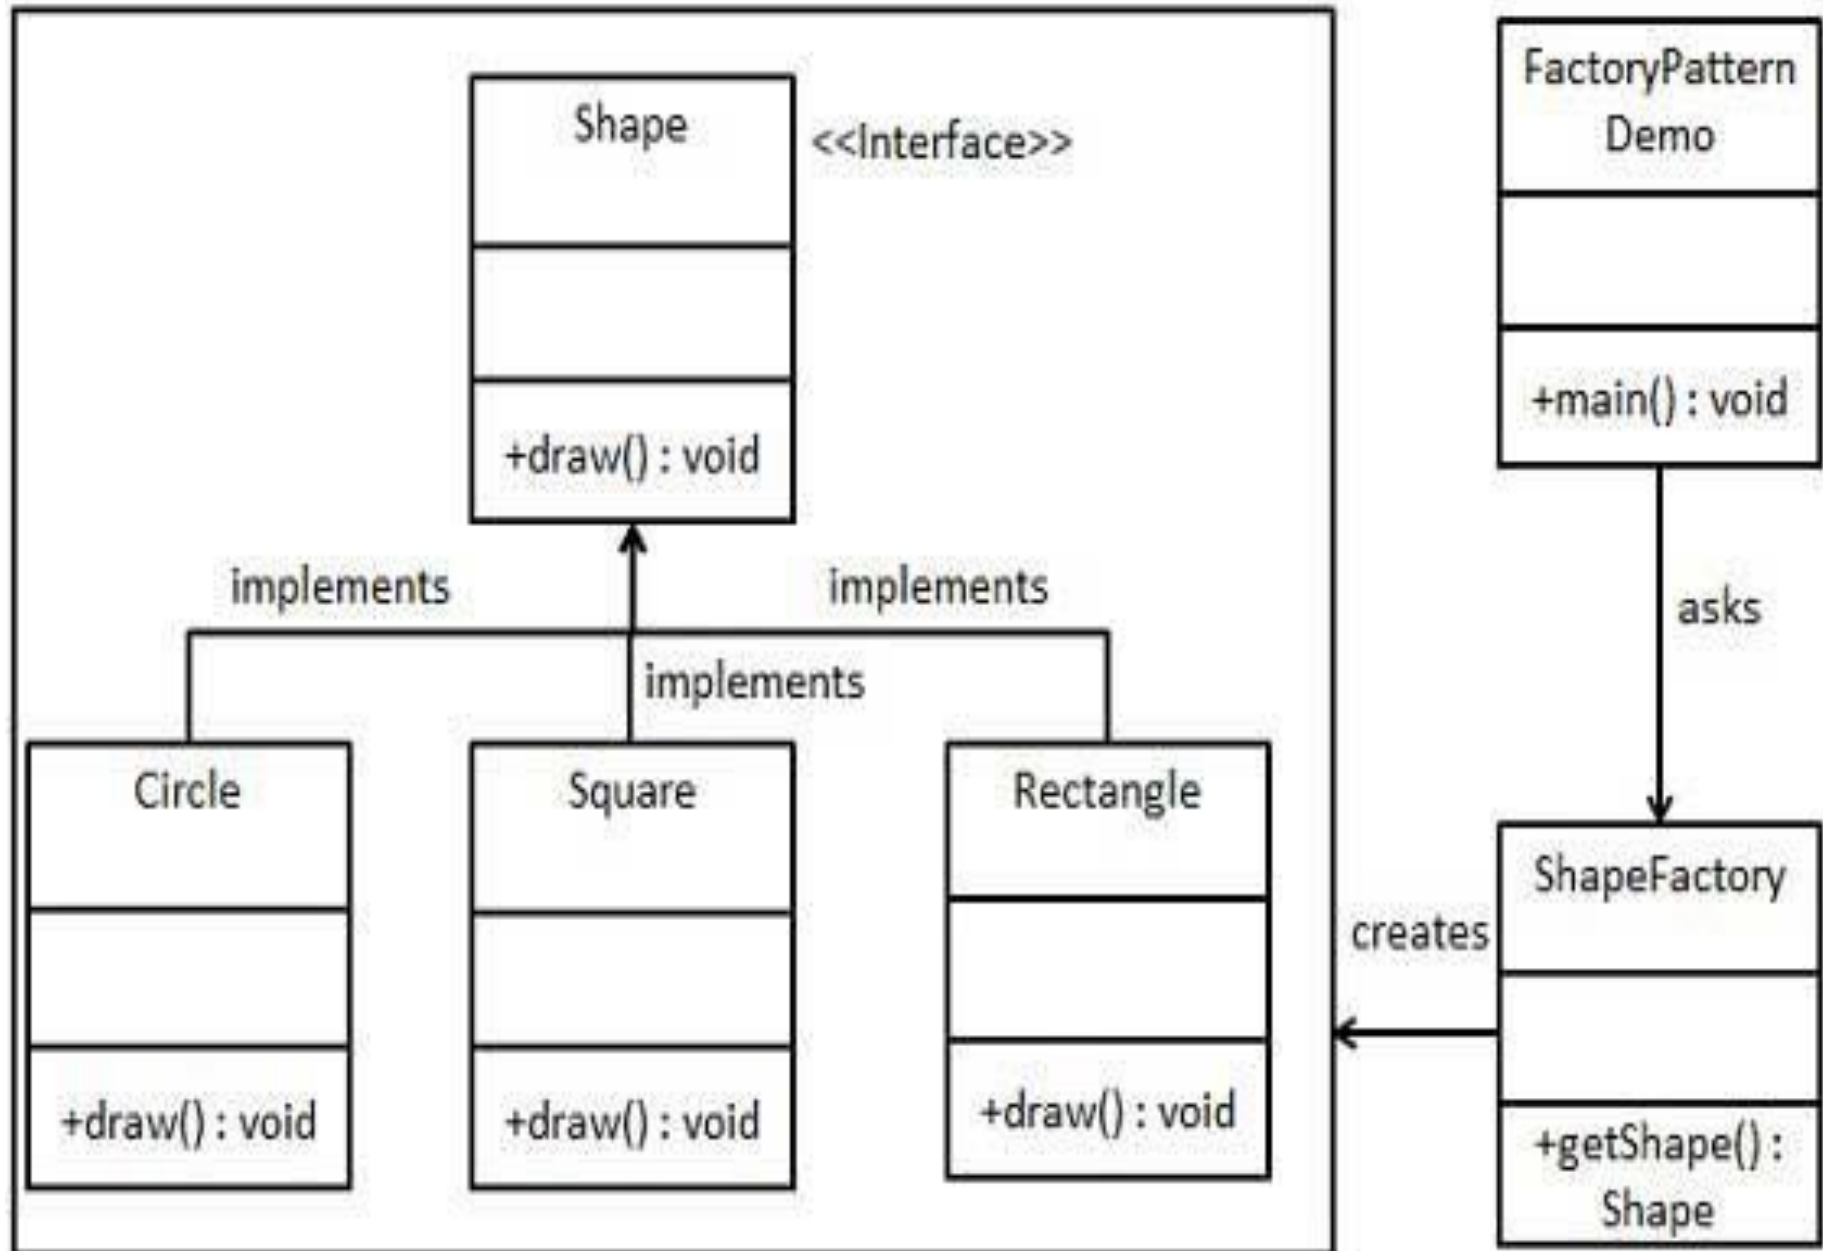 Shape
<<Interface>>
+draw() : void
implements
implements
implements
Circle
+draw() : void
Square
+draw() : void
Rectangle
+draw() : void
FactoryPattern
Demo
+main() : void
asks
ShapeFactory
+getShape() :
Shape
creates